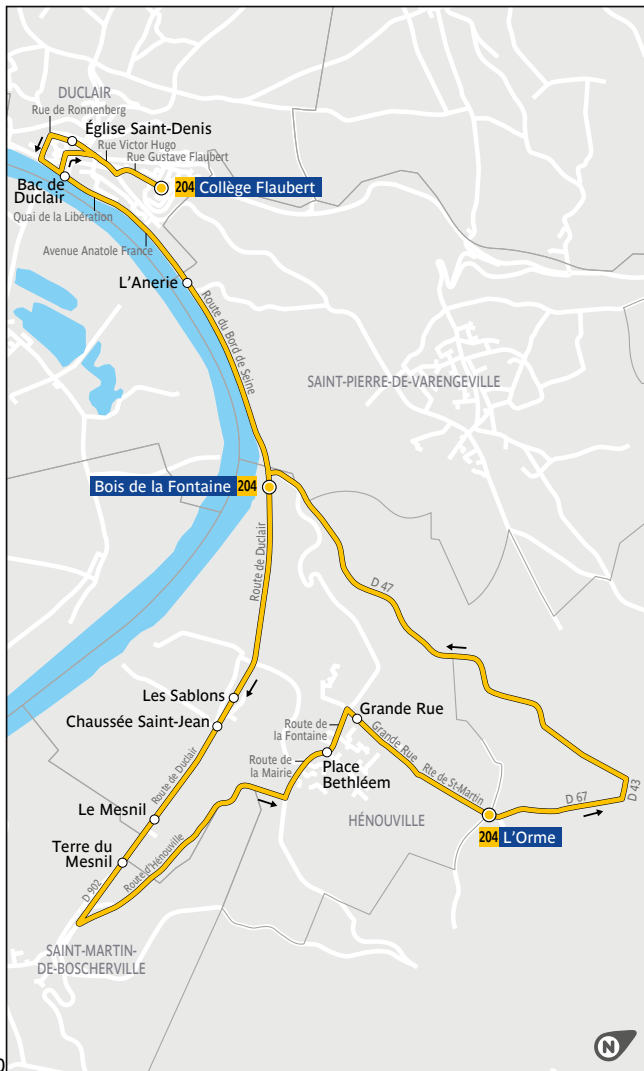 DUCLAIR
Rue de Ronnenberg
Église Saint-Denis
Rue Victor Hugo
Rue Gustave Flaubert
204 Collège Flaubert
Bac de
Duclair
Quai de la Libération
Avenue Anatole France
L'Anerie
Route du Bord de Seine
SAINT-PIERRE-DE-VARENGEVILLE
Bois de la Fontaine 204
Route de Duclair
D 47
Les Sablons
Chaussée Saint-Jean
Grande Rue
Route de
la Fontaine
Grande Rue
Route de
la Mairie
Place
Bethléem
Rte de St-Martin
Route de Duclair
Le Mesnil
HÉNOUVILLE
D 67
D 43
204 L'Orme
Terre du
Mesnil
Route d'Hénouville
D 902
SAINT-MARTIN-
DE-BOSCHERVILLE
N